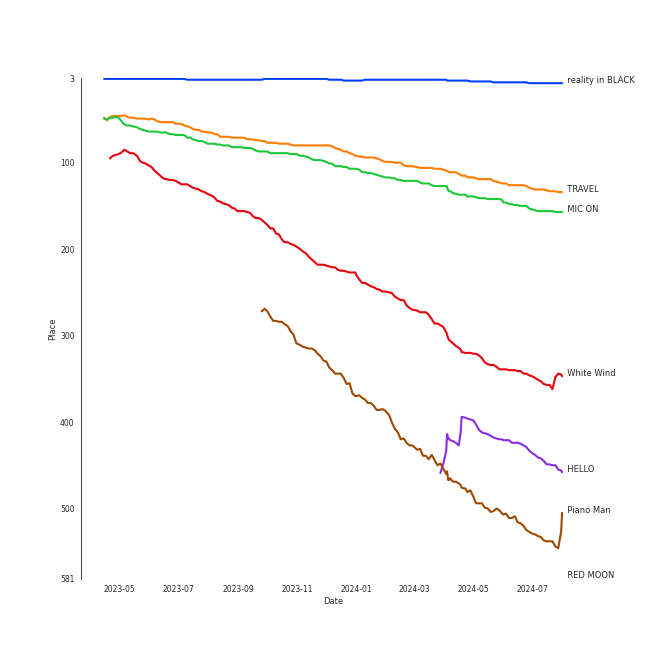 3
reality in BLACK
100
TRAVEL
MIC ON
200
300
Place
White Wind
400
HELLO
500
Piano Man
581
RED MOON
2023-05 2023-07 2023-09 2023-11 2024-01 2024-03 2024-05 2024-07
Date